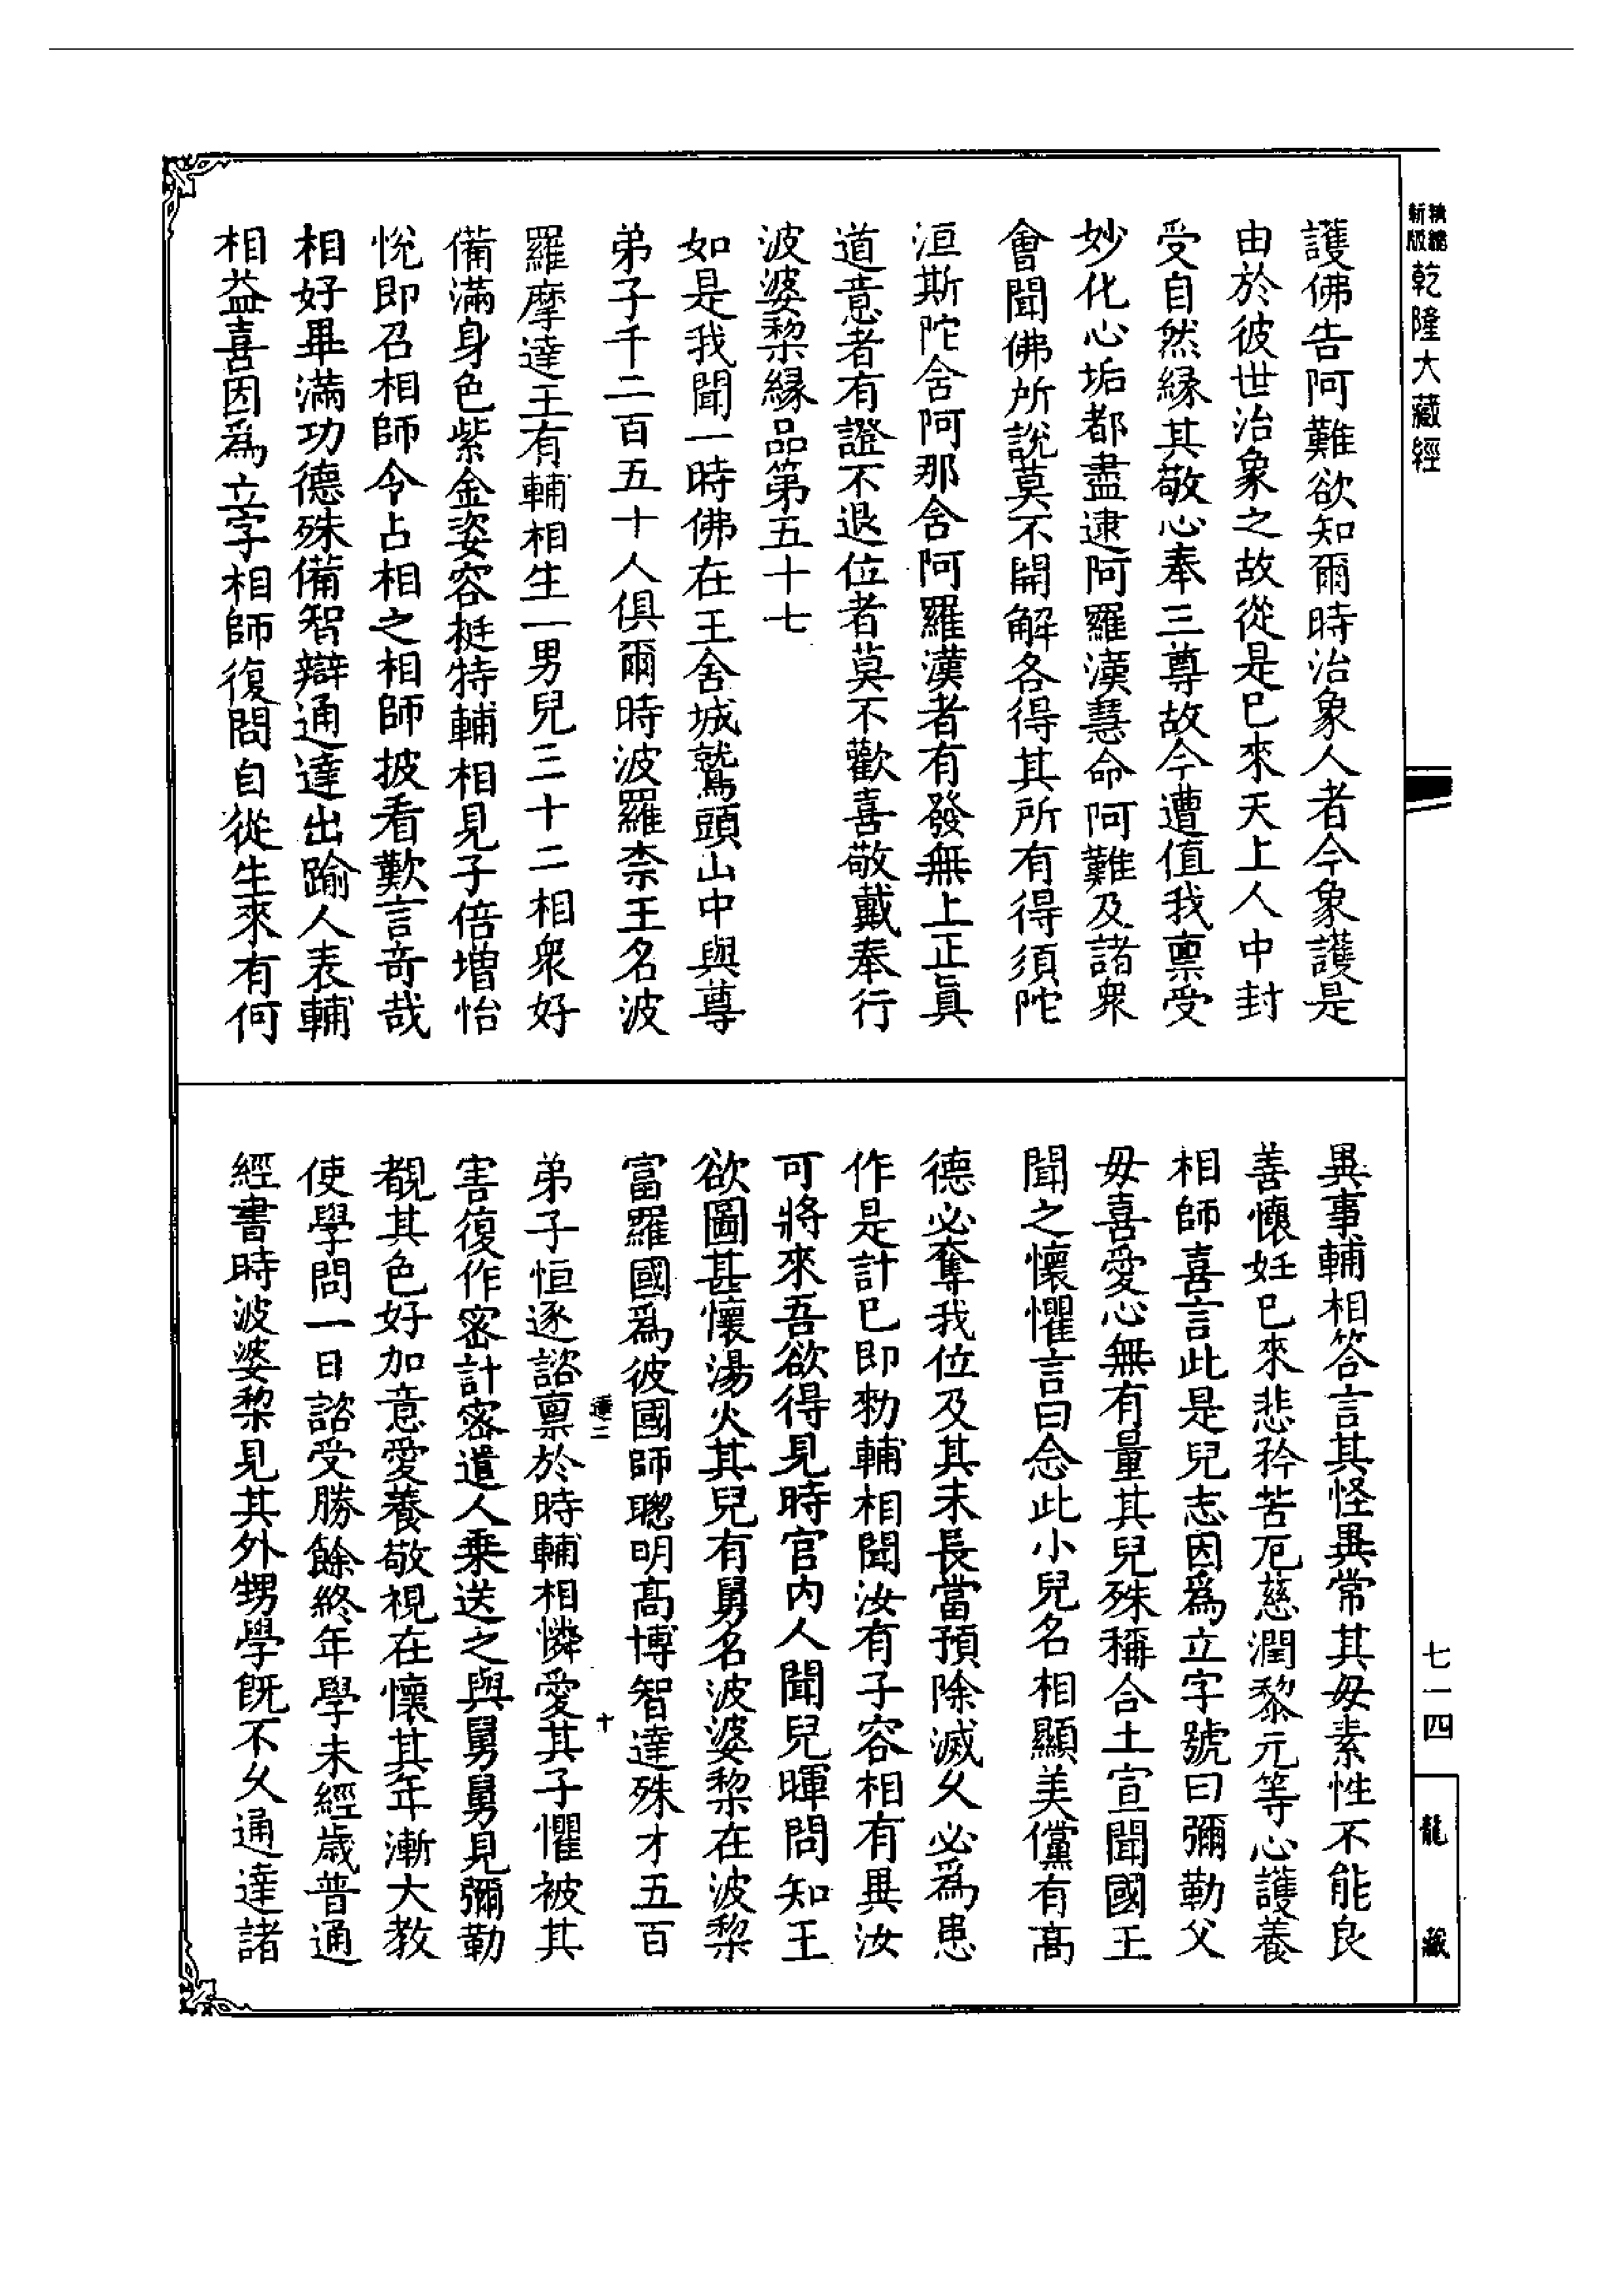 精縮
新版
乾隆大藏經
護佛告阿難欲知爾時治象人者今象護是
由於彼世治象之故從是已來天上人中封
受自然緣其敬心奉三尊故今遭值我稟受
妙化心垢都盡逮阿羅漢慧命阿難及諸衆
會聞佛所說莫不開解各得其所有得須陀
洹斯陀含阿那含阿羅漢者有發無上正眞
道意者有證不退位者莫不歡喜敬戴奉行
波婆梨緣品第五十七
如是我聞一時佛在王舍城鷲頭山中與尊
弟子千二百五十人俱爾時波羅柰王名波
羅摩達王有輔相生一男兒三十二相衆好
備滿身色紫金姿容挺特輔相見子倍增怡
悅即召相師令占相之相師披看歎言奇哉
相好畢滿功德殊備智辯通達出踰人表輔
相益喜因爲立字相師復問自從生來有何
異事輔相答言其怪異常其母素性不能良
善懷妊已來悲矜苦厄慈潤黎元等心護養
相師喜言此是兒志因爲立字號曰彌勒父
母喜愛心無有量其兒殊稱合土宣聞國王
聞之懷懼言曰念此小兒名相顯美儻有高
德必奪我位及其未長當預除滅久必爲患
作是計已即勑輔相聞汝有子容相有異汝
可將來吾欲得見時宮內人聞兒暉問知王
欲圖甚懷湯火其兒有舅名波婆梨在波梨
富羅國爲彼國師聰明高博智達殊才五百
弟子恒逐諮稟於時輔相憐愛其子懼被其
害復作密計密遣人乘送之與舅舅見彌勒
覩其色好加意愛養敬視在懷其年漸大教
使學問一日諮受勝餘終年學未經歲普通
經書時波婆梨見其外甥學旣不久通達諸
十
七一四
龍藏